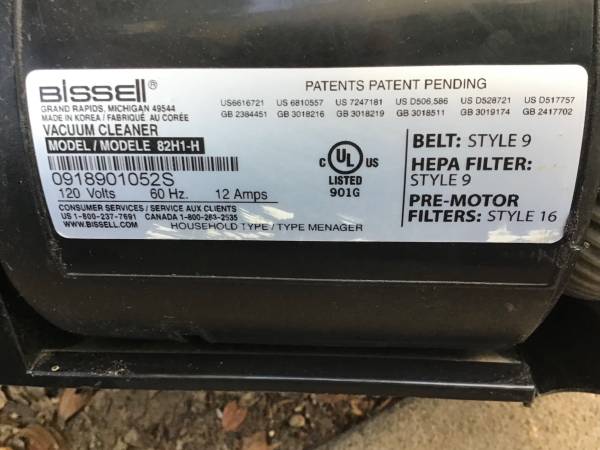 BISSELL®
GRAND RAPIDS, MICHIGAN 49544
MADE IN KOREA / FABRIQUÉ AU CORÉE
VACUUM CLEANER
MODEL / MODELE 82H1-H
0918901052S
120 Volts 60 Hz. 12 Amps
CONSUMER SERVICES / SERVICE AUX CLIENTS
US 1-800-237-7691 CANADA 1-800-263-2535
WWW.BISSELL.COM HOUSEHOLD TYPE / TYPE MENAGER
PATENTS PATENT PENDING
US6616721 US 6810557 US 7247181 US D506,586 US D528721 US D517757
GB 2384451 GB 3018216 GB 3018219 GB 3018511 GB 3019174 GB 2417702
C UL US
LISTED
901G
BELT: STYLE 9
HEPA FILTER:
STYLE 9
PRE-MOTOR
FILTERS: STYLE 16